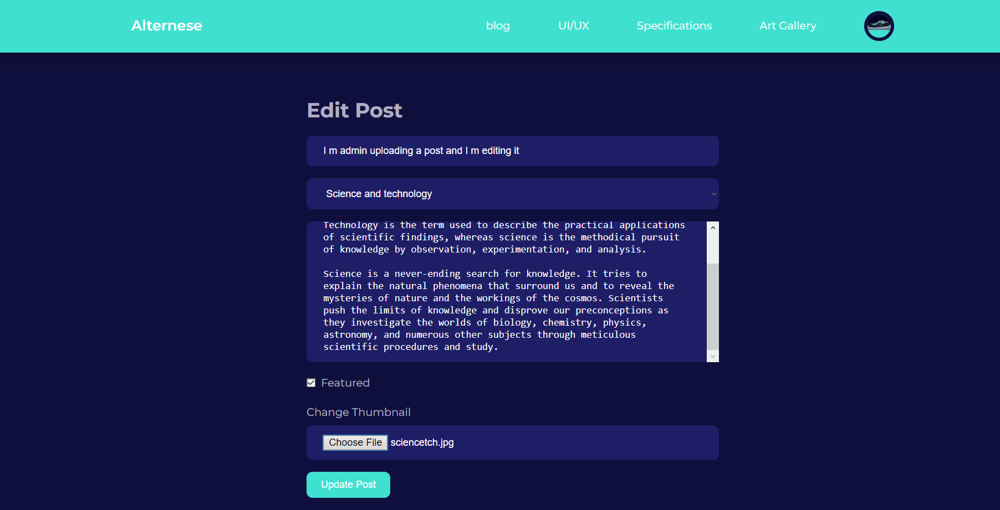 Alternese
blog
UI/UX
Specifications
Art Gallery
Edit Post
I m admin uploading a post and I m editing it
Science and technology
Technology is the term used to describe the practical applications
of scientific findings, whereas science is the methodical pursuit
of knowledge by observation, experimentation, and analysis.
Science is a never-ending search for knowledge. It tries to
explain the natural phenomena that surround us and to reveal the
mysteries of nature and the workings of the cosmos. Scientists
push the limits of knowledge and disprove our preconceptions as
they investigate the worlds of biology, chemistry, physics,
astronomy, and numerous other subjects through meticulous
scientific procedures and study.
Featured
Change Thumbnail
Choose File sciencetch.jpg
Update Post